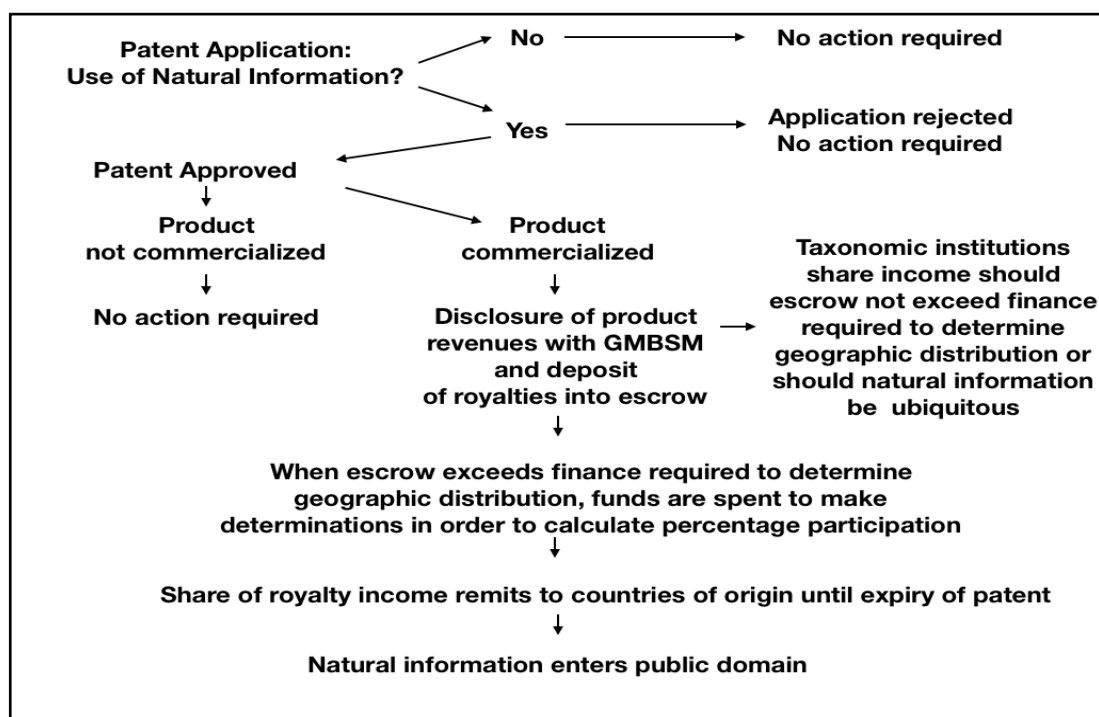 Patent Application:
Use of Natural Information?
No
No action required
Yes
Application rejected
No action required
Patent Approved
Product
not commercialized
No action required
Product
commercialized
Disclosure of product
revenues with GMBSM
and deposit
of royalties into escrow
Taxonomic institutions
share income should
escrow not exceed finance
required to determine
geographic distribution or
should natural information
be ubiquitous
When escrow exceeds finance required to determine
geographic distribution, funds are spent to make
determinations in order to calculate percentage participation
Share of royalty income remits to countries of origin until expiry of patent
Natural information enters public domain